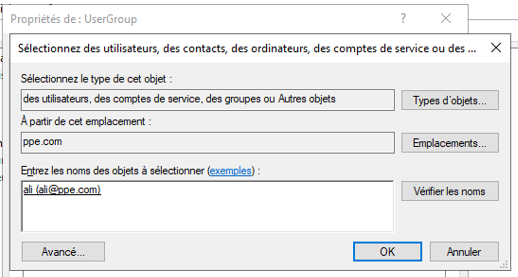 Propriétés de : UserGroup
?
Sélectionnez des utilisateurs, des contacts, des ordinateurs, des comptes de service ou des ...
Sélectionnez le type de cet objet :
des utilisateurs, des comptes de service, des groupes ou Autres objets
Types d'objets...
À partir de cet emplacement :
ppe.com
Emplacements...
Entrez les noms des objets à sélectionner (exemples) :
ali (ali@ppe.com)
Vérifier les noms
Avancé...
OK
Annuler